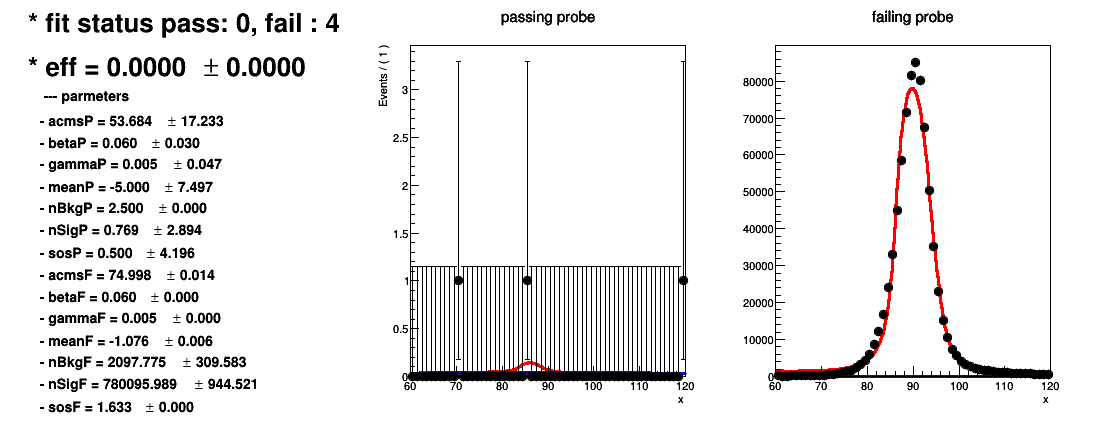 * fit status pass: 0, fail : 4
* eff = 0.0000 ± 0.0000
--- parmeters
- acmsP = 53.684 ± 17.233
- betaP = 0.060 ± 0.030
- gammaP = 0.005 ± 0.047
- meanP = -5.000 ± 7.497
- nBkgP = 2.500 ± 0.000
- nSigP = 0.769 ± 2.894
- sosP = 0.500 ± 4.196
- acmsF = 74.998 ± 0.014
- betaF = 0.060 ± 0.000
- gammaF = 0.005 ± 0.000
- meanF = -1.076 ± 0.006
- nBkgF = 2097.775 ± 309.583
- nSigF = 780095.989 ± 944.521
- sosF = 1.633 ± 0.000
passing probe
Events / ( 1 )
3
2.5
2
1.5
1
0.5
0
60 70 80 90 100 110 120
x
failing probe
80000
70000
60000
50000
40000
30000
20000
10000
0
60 70 80 90 100 110 120
x